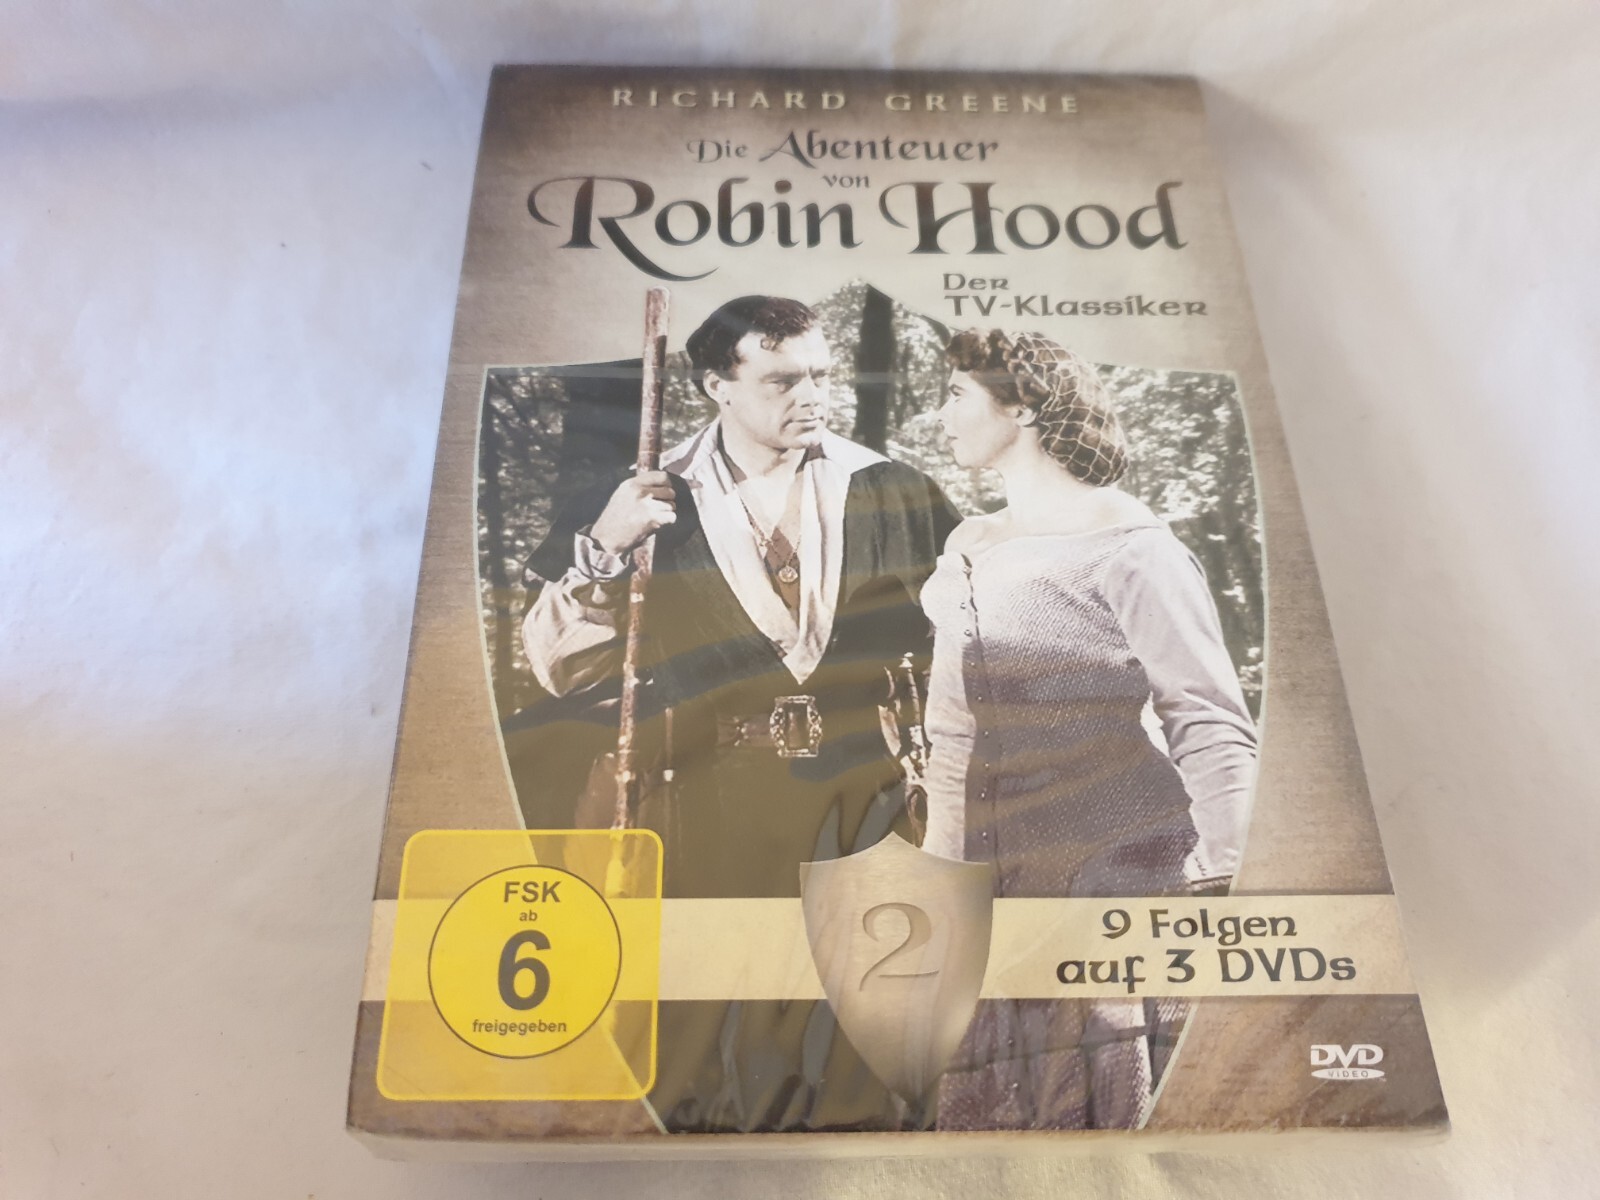 RICHARD GREENE
Die Abenteuer
von
Robin Hood
Der
TV-Klassiker
FSK
ab
6
freigegeben
2
9 Folgen
auf 3 DVDs
DVD
VIDEO